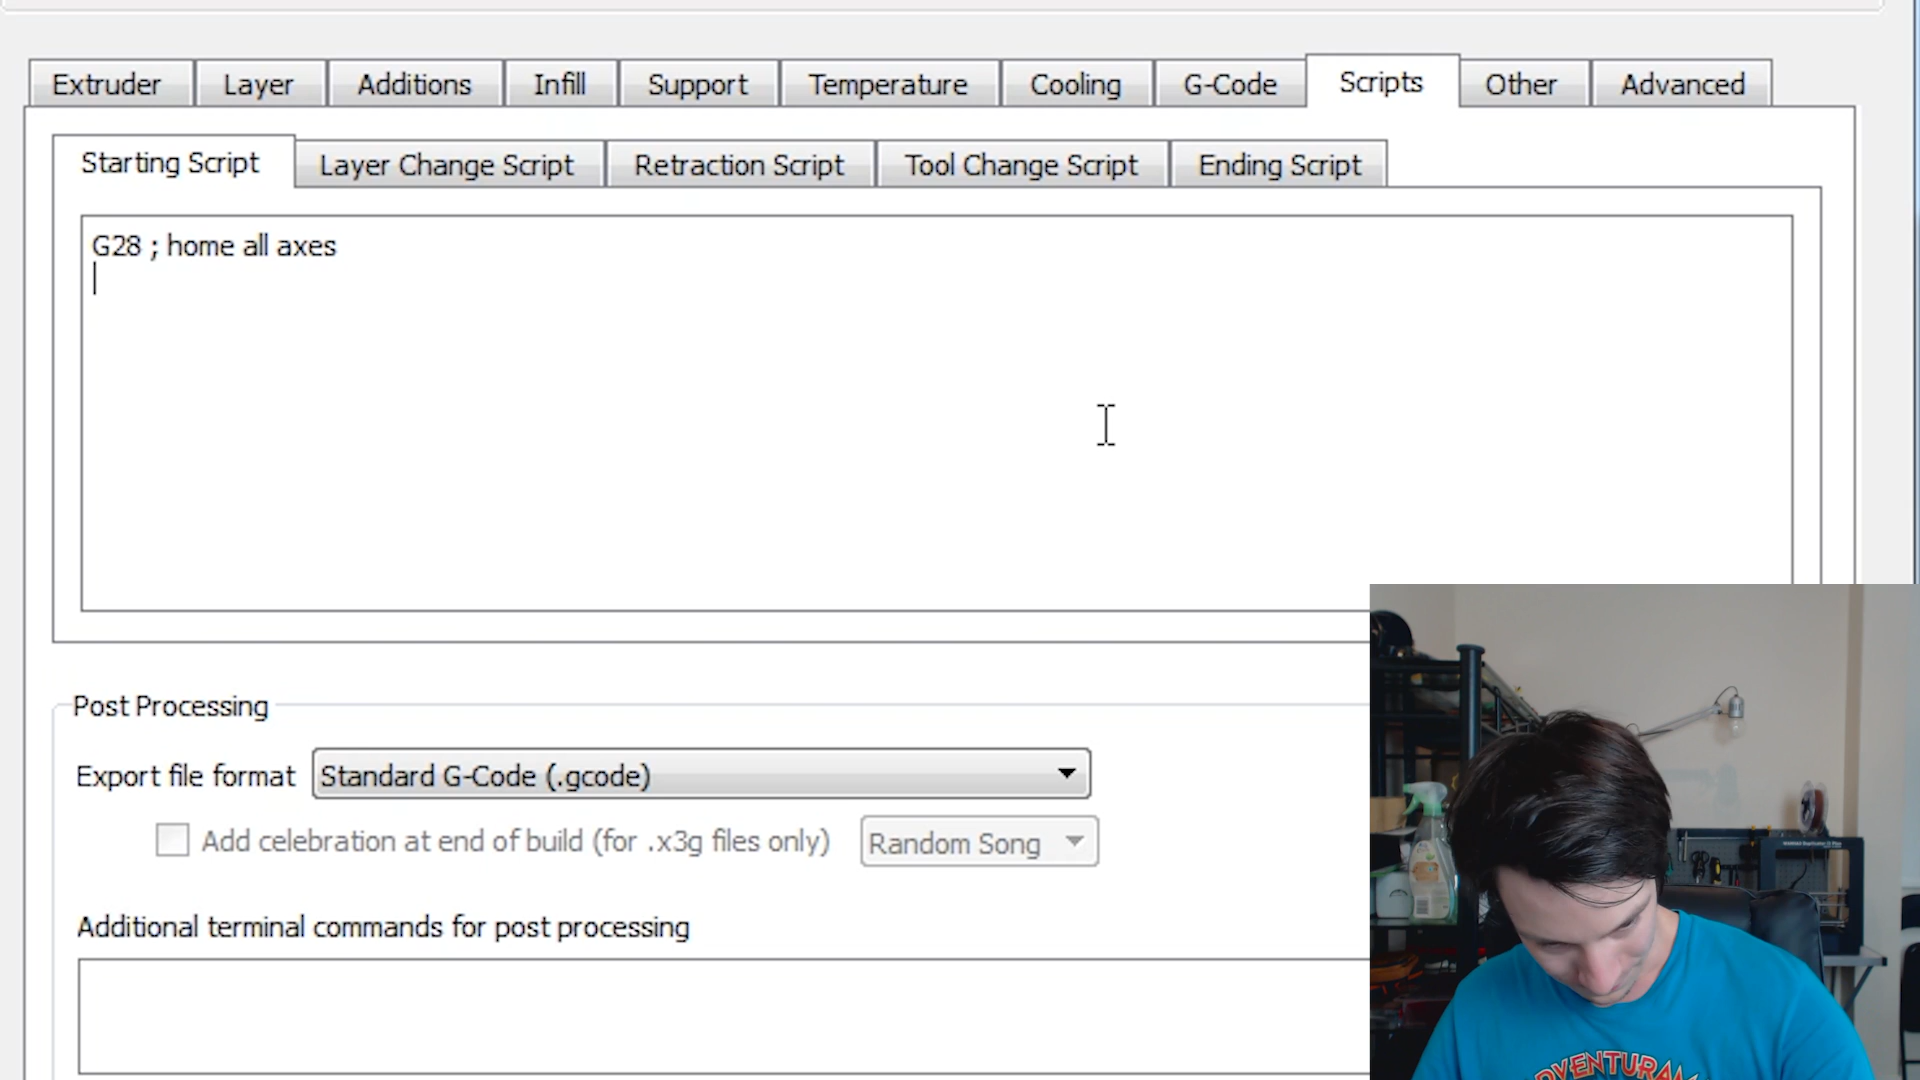 Extruder Layer Additions Infill Support Temperature Cooling G-Code Scripts Other Advanced
Starting Script Layer Change Script Retraction Script Tool Change Script Ending Script
G28 ; home all axes
Post Processing
Export file format Standard G-Code (.gcode)
Add celebration at end of build (for .x3g files only) Random Song
Additional terminal commands for post processing